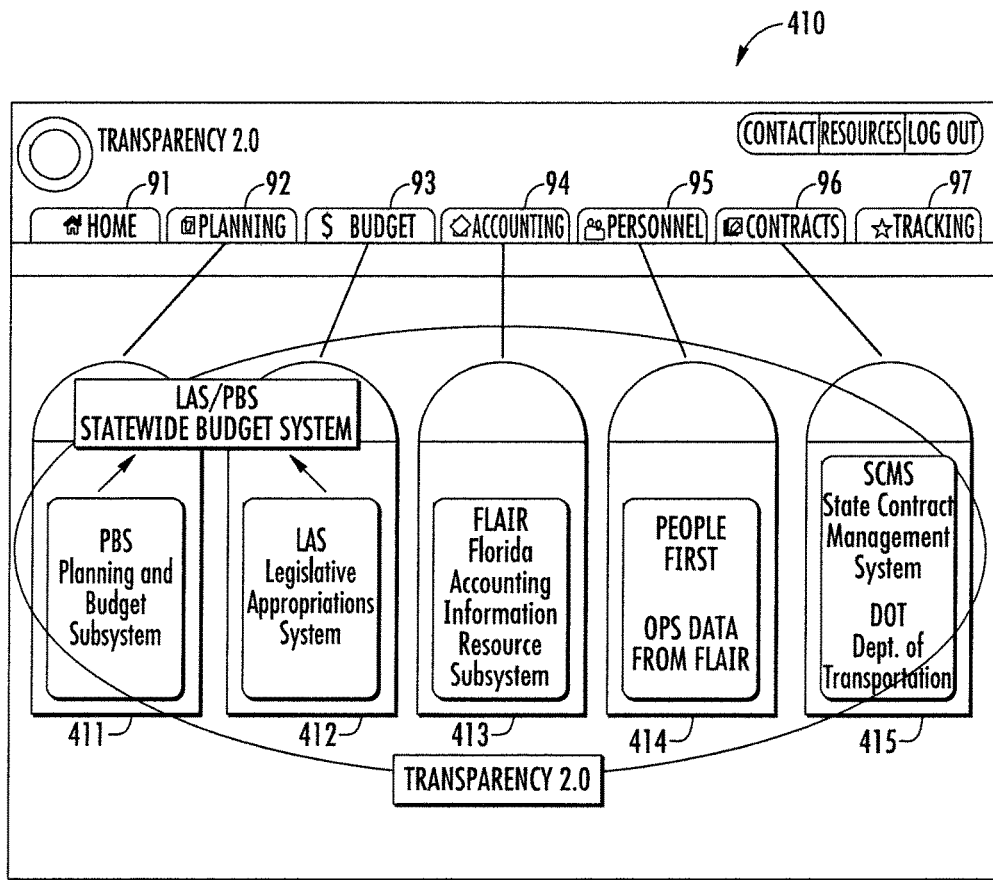 410
TRANSPARENCY 2.0
CONTACT RESOURCES LOG OUT
91 92 93 94 95 96 97
HOME PLANNING $ BUDGET ACCOUNTING PERSONNEL CONTRACTS TRACKING
LAS/PBS
STATEWIDE BUDGET SYSTEM
PBS
Planning and
Budget
Subsystem
411
LAS
Legislative
Appropriations
System
412
FLAIR
Florida
Accounting
Information
Resource
Subsystem
413
PEOPLE
FIRST
OPS DATA
FROM FLAIR
414
SCMS
State Contract
Management
System
DOT
Dept. of
Transportation
415
TRANSPARENCY 2.0